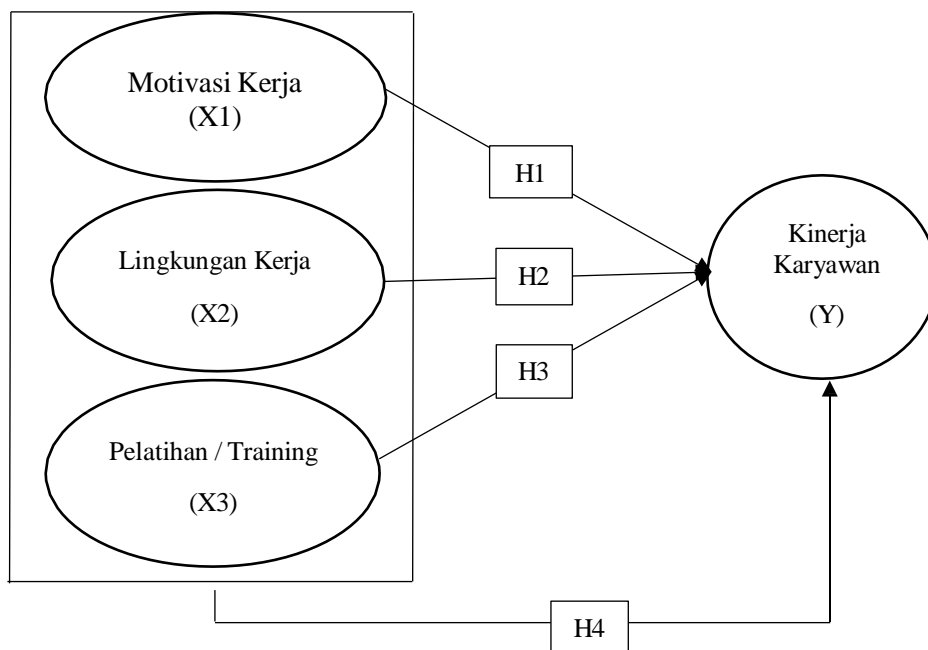 Motivasi Kerja
(X1)
H1
Lingkungan Kerja
(X2)
H2
Kinerja
Karyawan
(Y)
H3
Pelatihan / Training
(X3)
H4